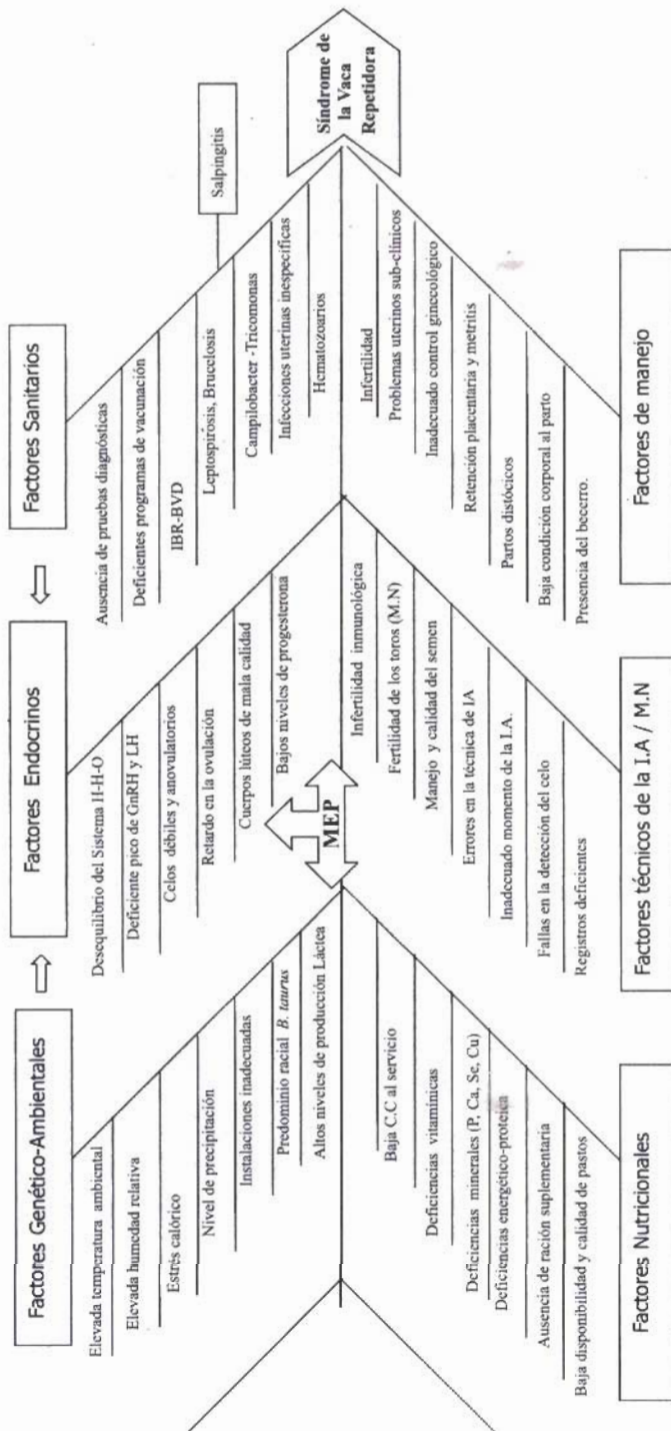 Factores Genético-Ambientales
Elevada temperatura ambiental
Elevada humedad relativa
Estrés calórico
Nivel de precipitación
Instalaciones inadecuadas
Predominio racial B. taurus
Altos niveles de producción Láctea
Factores Endocrinos
Desequilibrio del Sistema H-H-O
Deficiente pico de GnRH y LH
Celos débiles y anovulatorios
Retardo en la ovulación
Cuerpos lúteos de mala calidad
Bajos niveles de progesterona
Factores Sanitarios
Ausencia de pruebas diagnósticas
Deficientes programas de vacunación
IBR-BVD
Leptospirosis, Brucelosis
Campilobacter -Tricomonas
Infecciones uterinas inespecíficas
Hematozoarios
Salpingitis
MEP
Síndrome de
la Vaca
Repetidora
Baja C.C al servicio
Deficiencias vitamínicas
Deficiencias minerales (P, Ca, Se, Cu)
Deficiencias energético-proteica
Ausencia de ración suplementaria
Baja disponibilidad y calidad de pastos
Factores Nutricionales
Infertilidad inmunológica
Fertilidad de los toros (M.N)
Manejo y calidad del semen
Errores en la técnica de IA
Inadecuado momento de la I.A.
Fallas en la detección del celo
Registros deficientes
Factores técnicos de la I.A / M.N
Infertilidad
Problemas uterinos sub-clínicos
Inadecuado control ginecológico
Retención placentaria y metritis
Partos distócicos
Baja condición corporal al parto
Presencia del becerro.
Factores de manejo